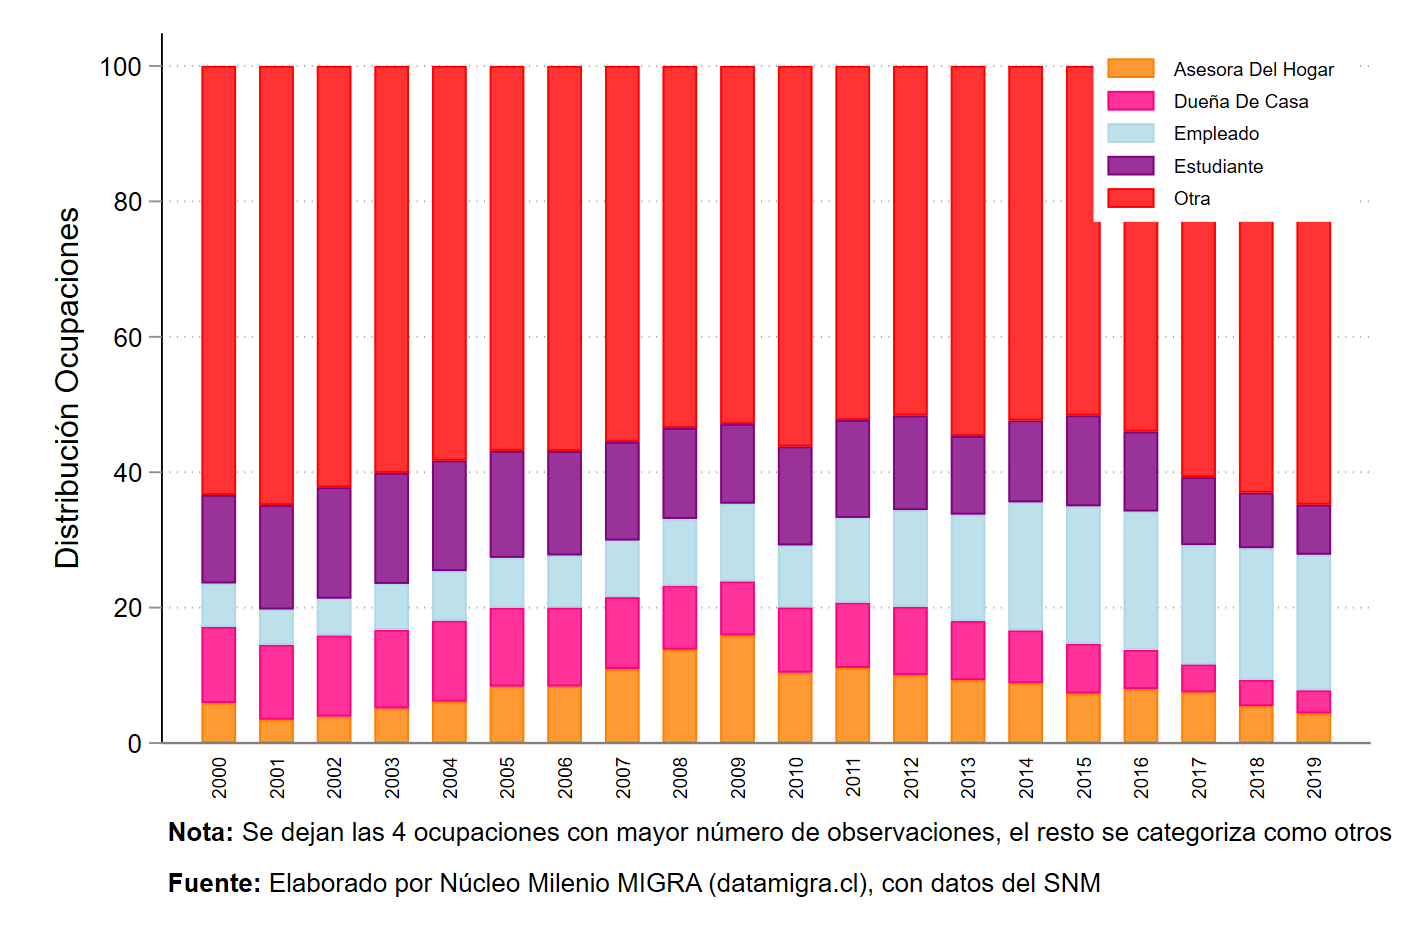 100
80
60
40
20
0
Distribución Ocupaciones
Asesora Del Hogar
Dueña De Casa
Empleado
Estudiante
Otra
2000 2001 2002 2003 2004 2005 2006 2007 2008 2009 2010 2011 2012 2013 2014 2015 2016 2017 2018 2019
Nota: Se dejan las 4 ocupaciones con mayor número de observaciones, el resto se categoriza como otros
Fuente: Elaborado por Núcleo Milenio MIGRA (datamigra.cl), con datos del SNM